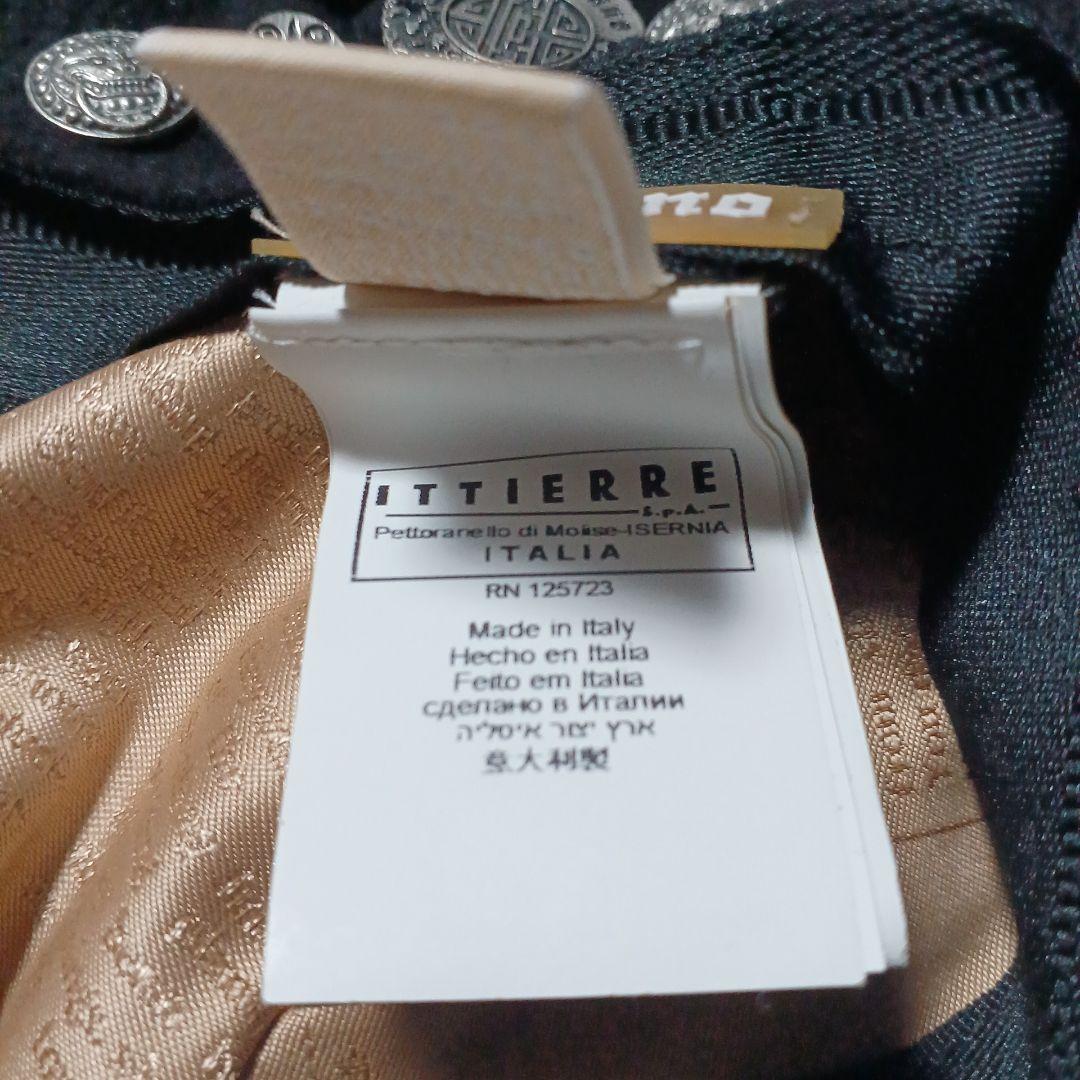 mo
ITTIERRE
S.p.A.
Pettoranello di Molise-ISERNIA
ITALIA
RN 125723
Made in Italy
Hecho en Italia
Feito em Italia
сделано в Италии
ארץ יצור איטליה
意大利製